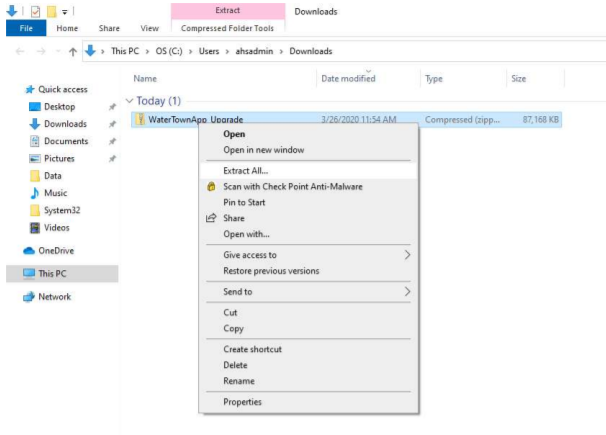 Extract
Downloads
File
Home
Share
View
Compressed Folder Tools
This PC > OS (C:) > Users > ahsadmin > Downloads
Name
Date modified
Type
Size
Quick access
Desktop
Downloads
Documents
Pictures
Data
Music
System32
Videos
OneDrive
This PC
Network
Today (1)
WaterTownApp_Upgrade
3/26/2020 11:54 AM
Compressed (zipp...
87,168 KB
Open
Open in new window
Extract All...
Scan with Check Point Anti-Malware
Pin to Start
Share
Open with...
Give access to
Restore previous versions
Send to
Cut
Copy
Create shortcut
Delete
Rename
Properties